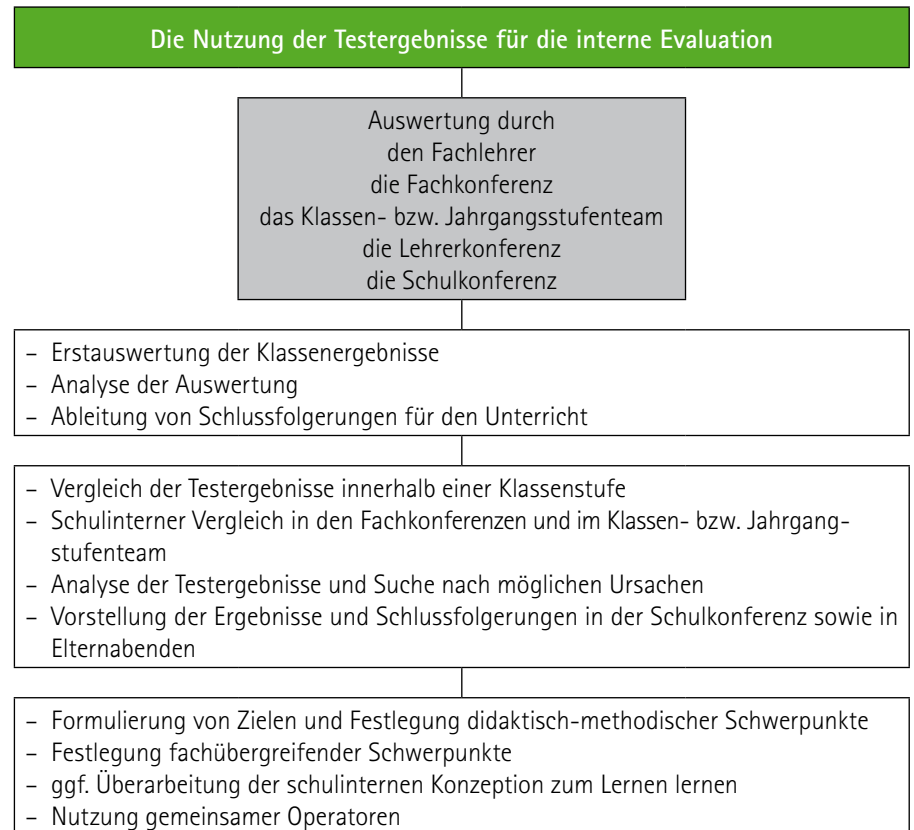 Die Nutzung der Testergebnisse für die interne Evaluation
Auswertung durch
den Fachlehrer
die Fachkonferenz
das Klassen- bzw. Jahrgangsstufenteam
die Lehrerkonferenz
die Schulkonferenz
– Erstauswertung der Klassenergebnisse
– Analyse der Auswertung
– Ableitung von Schlussfolgerungen für den Unterricht
– Vergleich der Testergebnisse innerhalb einer Klassenstufe
– Schulinterner Vergleich in den Fachkonferenzen und im Klassen- bzw. Jahrgang-
stufenteam
– Analyse der Testergebnisse und Suche nach möglichen Ursachen
– Vorstellung der Ergebnisse und Schlussfolgerungen in der Schulkonferenz sowie in
Elternabenden
– Formulierung von Zielen und Festlegung didaktisch-methodischer Schwerpunkte
– Festlegung fachübergreifender Schwerpunkte
– ggf. Überarbeitung der schulinternen Konzeption zum Lernen lernen
– Nutzung gemeinsamer Operatoren